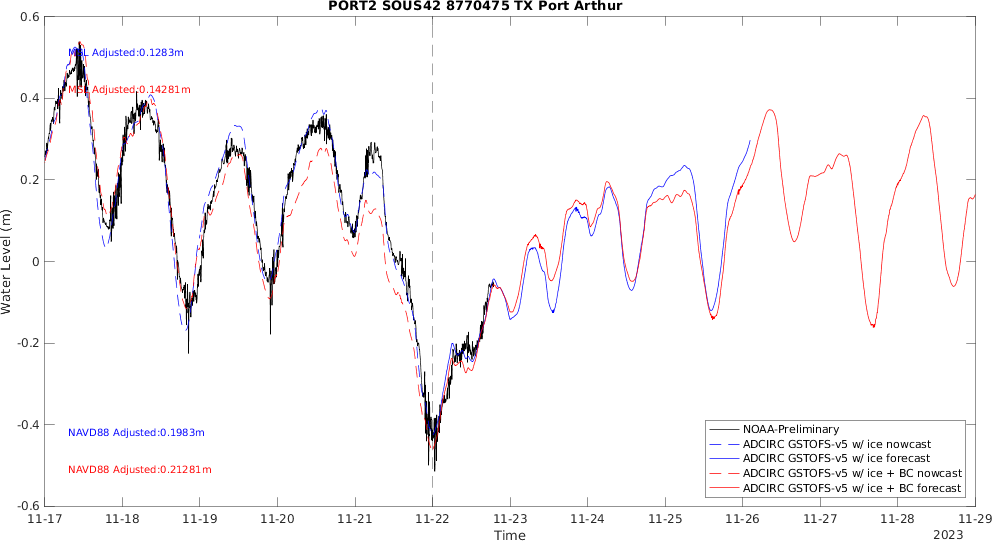 PORT2 SOUS42 8770475 TX Port Arthur
0.6
0.4
0.2
0
-0.2
-0.4
-0.6
Water Level (m)
MSL Adjusted:0.1283m
MSL Adjusted:0.14281m
NAVD88 Adjusted:0.1983m
NAVD88 Adjusted:0.21281m
NOAA-Preliminary
ADCIRC GSTOFS-v5 w/ ice nowcast
ADCIRC GSTOFS-v5 w/ ice forecast
ADCIRC GSTOFS-v5 w/ ice + BC nowcast
ADCIRC GSTOFS-v5 w/ ice + BC forecast
11-17 11-18 11-19 11-20 11-21 11-22 11-23 11-24 11-25 11-26 11-27 11-28 11-29
Time
2023